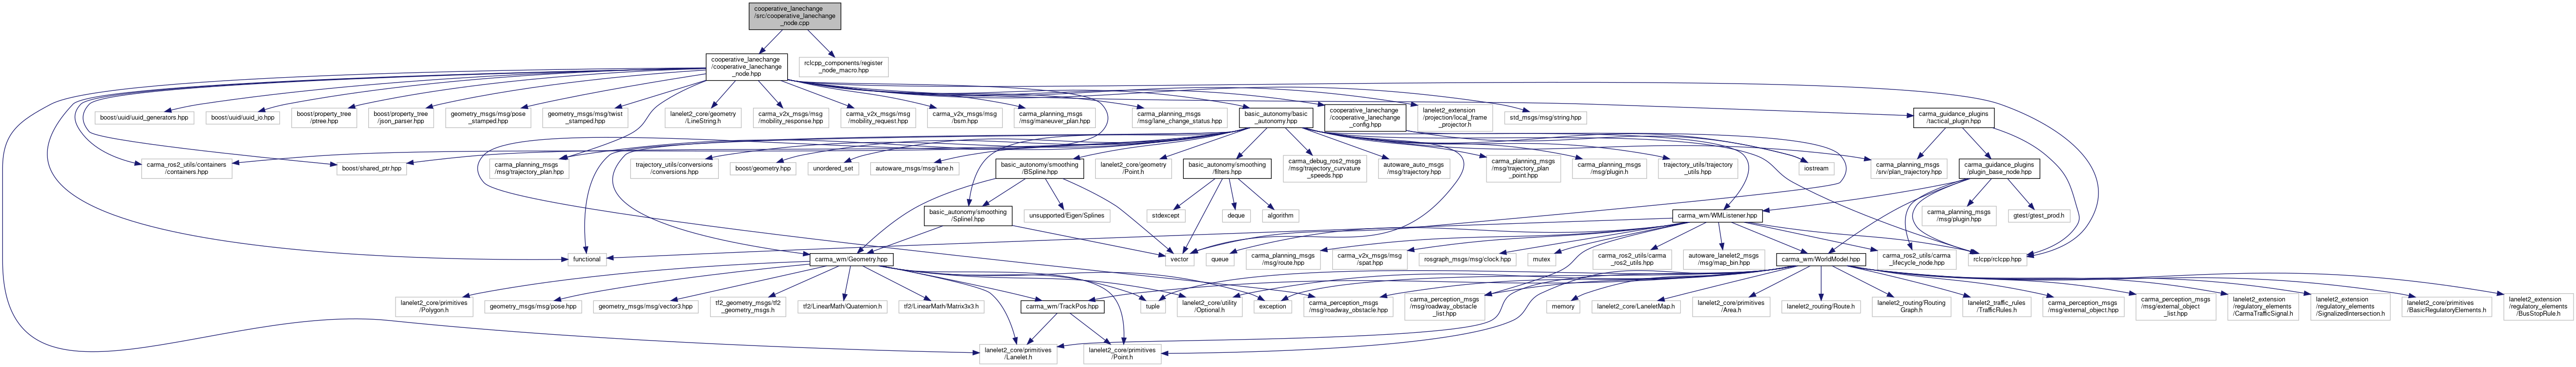 cooperative_lanechange
/src/cooperative_lanechange
_node.cpp
cooperative_lanechange
/cooperative_lanechange
_node.hpp
rclcpp_components/register
_node_macro.hpp
boost/uuid/uuid_generators.hpp
boost/uuid/uuid_io.hpp
boost/property_tree
/ptree.hpp
boost/property_tree
/json_parser.hpp
geometry_msgs/msg/pose
_stamped.hpp
geometry_msgs/msg/twist
_stamped.hpp
lanelet2_core/geometry
/LineString.h
carma_v2x_msgs/msg
/mobility_response.hpp
carma_v2x_msgs/msg
/mobility_request.hpp
carma_v2x_msgs/msg
/bsm.hpp
carma_planning_msgs
/msg/maneuver_plan.hpp
carma_planning_msgs
/msg/lane_change_status.hpp
basic_autonomy/basic
_autonomy.hpp
cooperative_lanechange
/cooperative_lanechange
_config.hpp
lanelet2_extension
/projection/local_frame
_projector.h
std_msgs/msg/string.hpp
carma_guidance_plugins
/tactical_plugin.hpp
carma_ros2_utils/containers
/containers.hpp
boost/shared_ptr.hpp
carma_planning_msgs
/msg/trajectory_plan.hpp
trajectory_utils/conversions
/conversions.hpp
boost/geometry.hpp
unordered_set
autoware_msgs/msg/lane.h
basic_autonomy/smoothing
/BSpline.hpp
lanelet2_core/geometry
/Point.h
basic_autonomy/smoothing
/filters.hpp
carma_debug_ros2_msgs
/msg/trajectory_curvature
_speeds.hpp
autoware_auto_msgs
/msg/trajectory.hpp
carma_planning_msgs
/msg/trajectory_plan
_point.hpp
carma_planning_msgs
/msg/plugin.h
trajectory_utils/trajectory
_utils.hpp
iostream
carma_planning_msgs
/srv/plan_trajectory.hpp
carma_guidance_plugins
/plugin_base_node.hpp
basic_autonomy/smoothing
/SplineI.hpp
unsupported/Eigen/Splines
stdexcept
deque
algorithm
carma_wm/WMListener.hpp
carma_planning_msgs
/msg/plugin.hpp
gtest/gtest_prod.h
functional
carma_wm/Geometry.hpp
vector
queue
carma_planning_msgs
/msg/route.hpp
carma_v2x_msgs/msg
/spat.hpp
rosgraph_msgs/msg/clock.hpp
mutex
carma_ros2_utils/carma
_ros2_utils.hpp
autoware_lanelet2_msgs
/msg/map_bin.hpp
carma_wm/WorldModel.hpp
carma_ros2_utils/carma
_lifecycle_node.hpp
rclcpp/rclcpp.hpp
lanelet2_core/primitives
/Polygon.h
geometry_msgs/msg/pose.hpp
geometry_msgs/msg/vector3.hpp
tf2_geometry_msgs/tf2
_geometry_msgs.h
tf2/LinearMath/Quaternion.h
tf2/LinearMath/Matrix3x3.h
carma_wm/TrackPos.hpp
tuple
lanelet2_core/utility
/Optional.h
exception
carma_perception_msgs
/msg/roadway_obstacle.hpp
carma_perception_msgs
/msg/roadway_obstacle
_list.hpp
memory
lanelet2_core/LaneletMap.h
lanelet2_core/primitives
/Area.h
lanelet2_routing/Route.h
lanelet2_routing/Routing
Graph.h
lanelet2_traffic_rules
/TrafficRules.h
carma_perception_msgs
/msg/external_object.hpp
carma_perception_msgs
/msg/external_object
_list.hpp
lanelet2_extension
/regulatory_elements
/CarmaTrafficSignal.h
lanelet2_extension
/regulatory_elements
/SignalizedIntersection.h
lanelet2_core/primitives
/BasicRegulatoryElements.h
lanelet2_extension
/regulatory_elements
/BusStopRule.h
lanelet2_core/primitives
/Lanelet.h
lanelet2_core/primitives
/Point.h